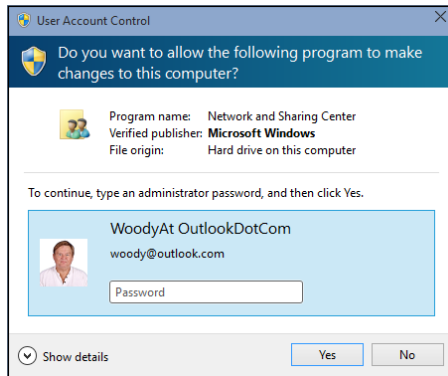 User Account Control
Do you want to allow the following program to make
changes to this computer?
Program name: Network and Sharing Center
Verified publisher: Microsoft Windows
File origin: Hard drive on this computer
To continue, type an administrator password, and then click Yes.
WoodyAt OutlookDotCom
woody@outlook.com
Password
Show details Yes No